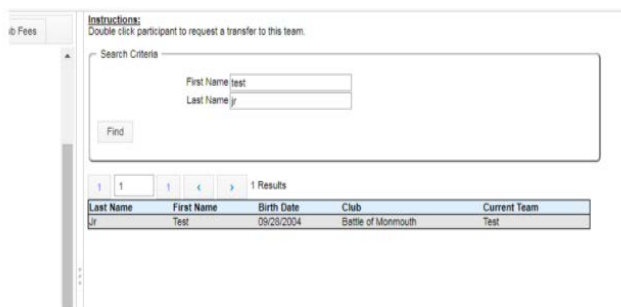 Instructions:
b Fees
Double click participant to request a transfer to this team.
Search Criteria
First Name test
Last Name jr
Find
1 1 1 < > 1 Results
Last Name First Name Birth Date Club Current Team
Jr Test 09/28/2004 Battle of Monmouth Test